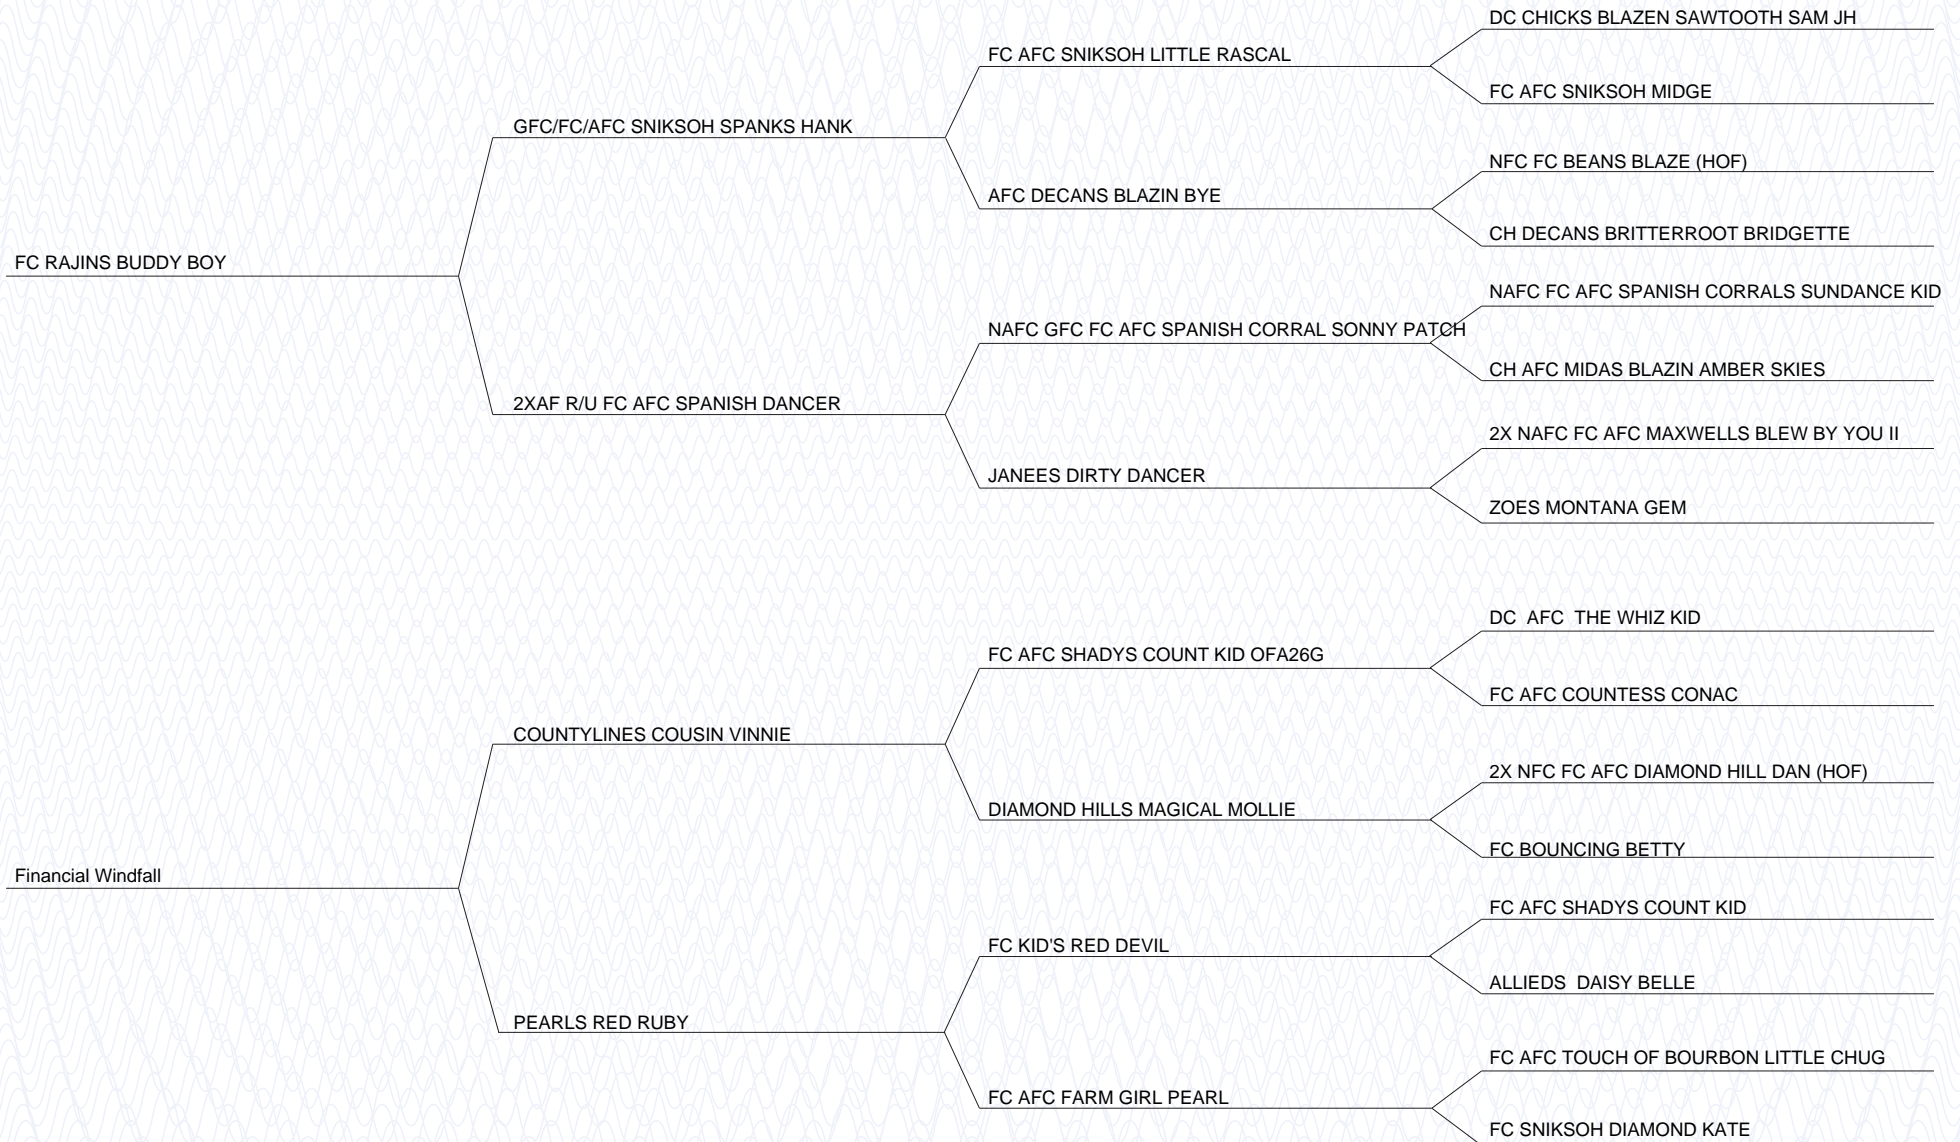 DC CHICKS BLAZEN SAWTOOTH SAM JH
FC AFC SNIKSOH LITTLE RASCAL
FC AFC SNIKSOH MIDGE
GFC/FC/AFC SNIKSOH SPANKS HANK
NFC FC BEANS BLAZE (HOF)
AFC DECANS BLAZIN BYE
CH DECANS BRITTERROOT BRIDGETTE
FC RAJINS BUDDY BOY
NAFC FC AFC SPANISH CORRALS SUNDANCE KID
NAFC GFC FC AFC SPANISH CORRAL SONNY PATCH
CH AFC MIDAS BLAZIN AMBER SKIES
2XAF R/U FC AFC SPANISH DANCER
2X NAFC FC AFC MAXWELLS BLEW BY YOU II
JANEES DIRTY DANCER
ZOES MONTANA GEM
DC  AFC  THE WHIZ KID
FC AFC SHADYS COUNT KID OFA26G
FC AFC COUNTESS CONAC
COUNTYLINES COUSIN VINNIE
2X NFC FC AFC DIAMOND HILL DAN (HOF)
DIAMOND HILLS MAGICAL MOLLIE
FC BOUNCING BETTY
Financial Windfall
FC AFC SHADYS COUNT KID
FC KID'S RED DEVIL
ALLIEDS  DAISY BELLE
PEARLS RED RUBY
FC AFC TOUCH OF BOURBON LITTLE CHUG
FC AFC FARM GIRL PEARL
FC SNIKSOH DIAMOND KATE